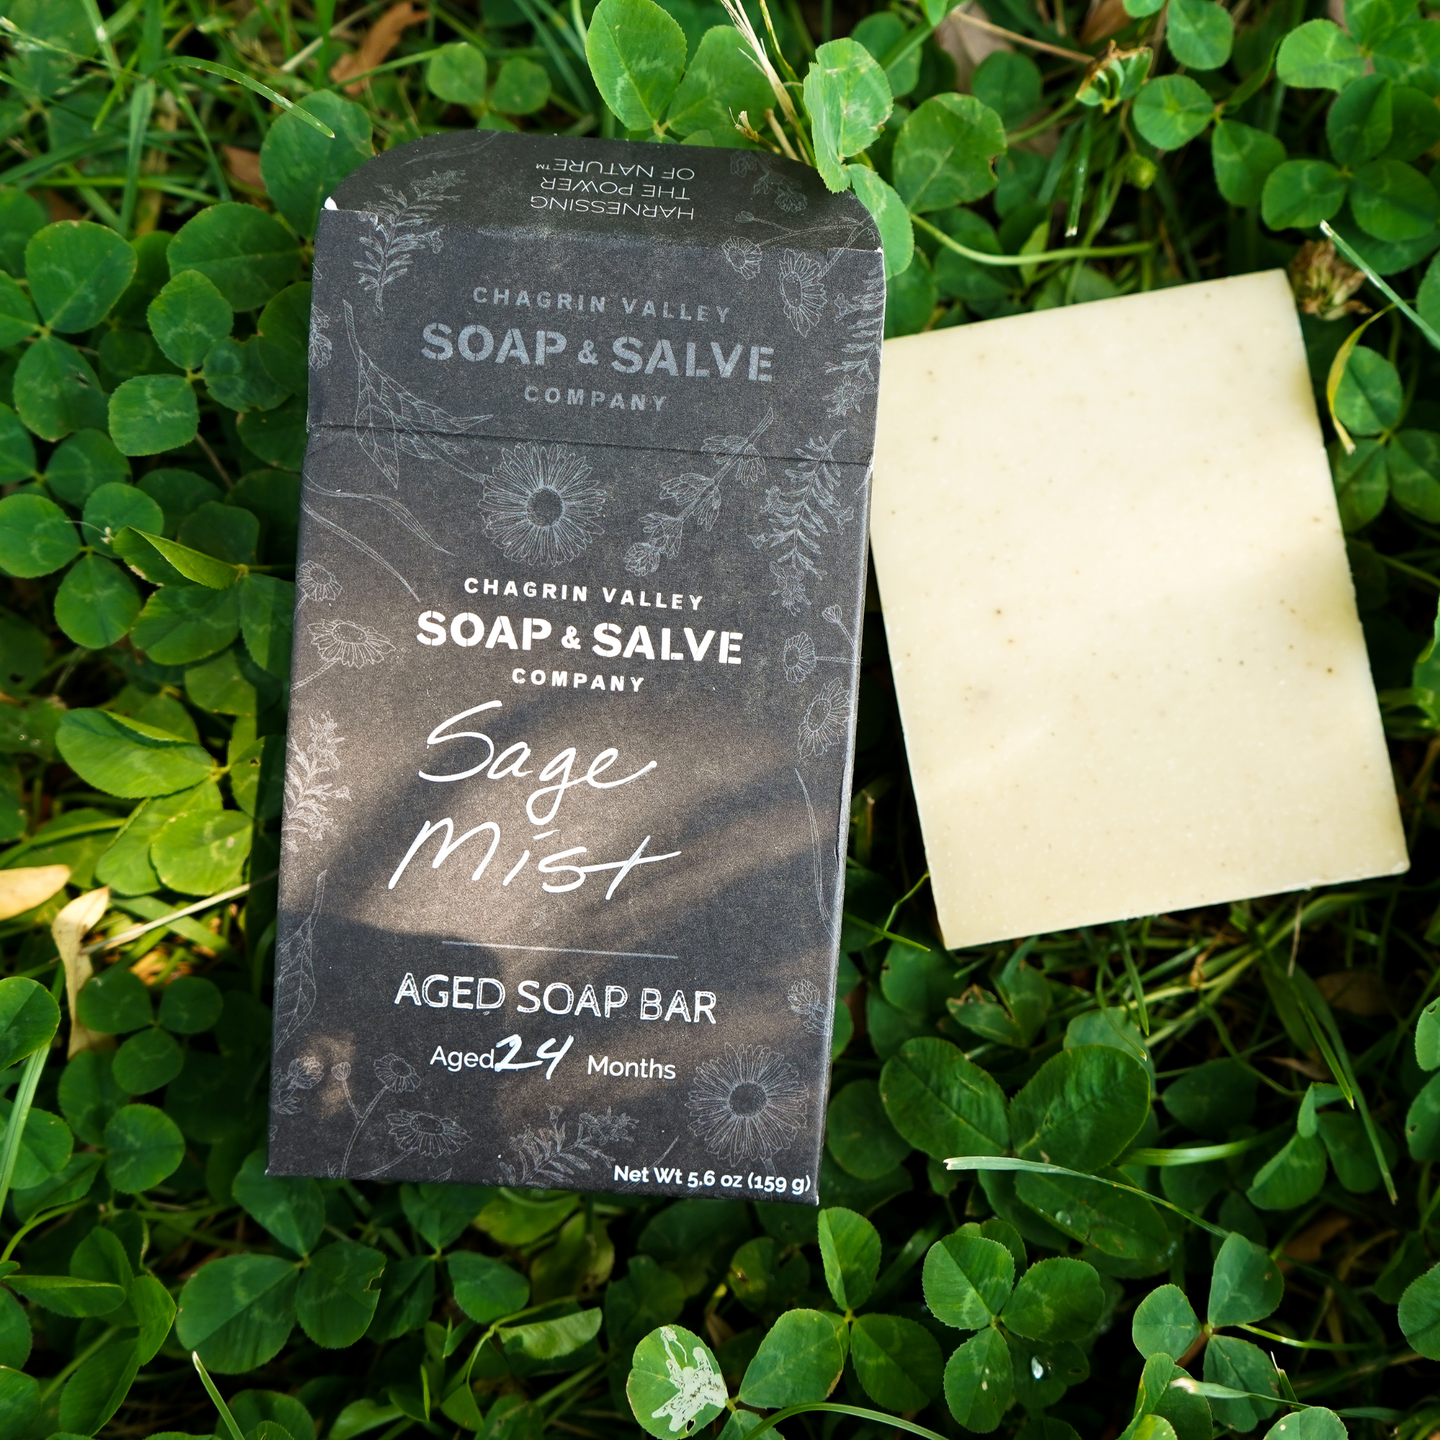 HARNESSING
THE POWER
OF NATURE™
CHAGRIN VALLEY
SOAP & SALVE
COMPANY
CHAGRIN VALLEY
SOAP & SALVE
COMPANY
Sage
Mist
AGED SOAP BAR
Aged 24 Months
Net Wt 5.6 oz (159 g)